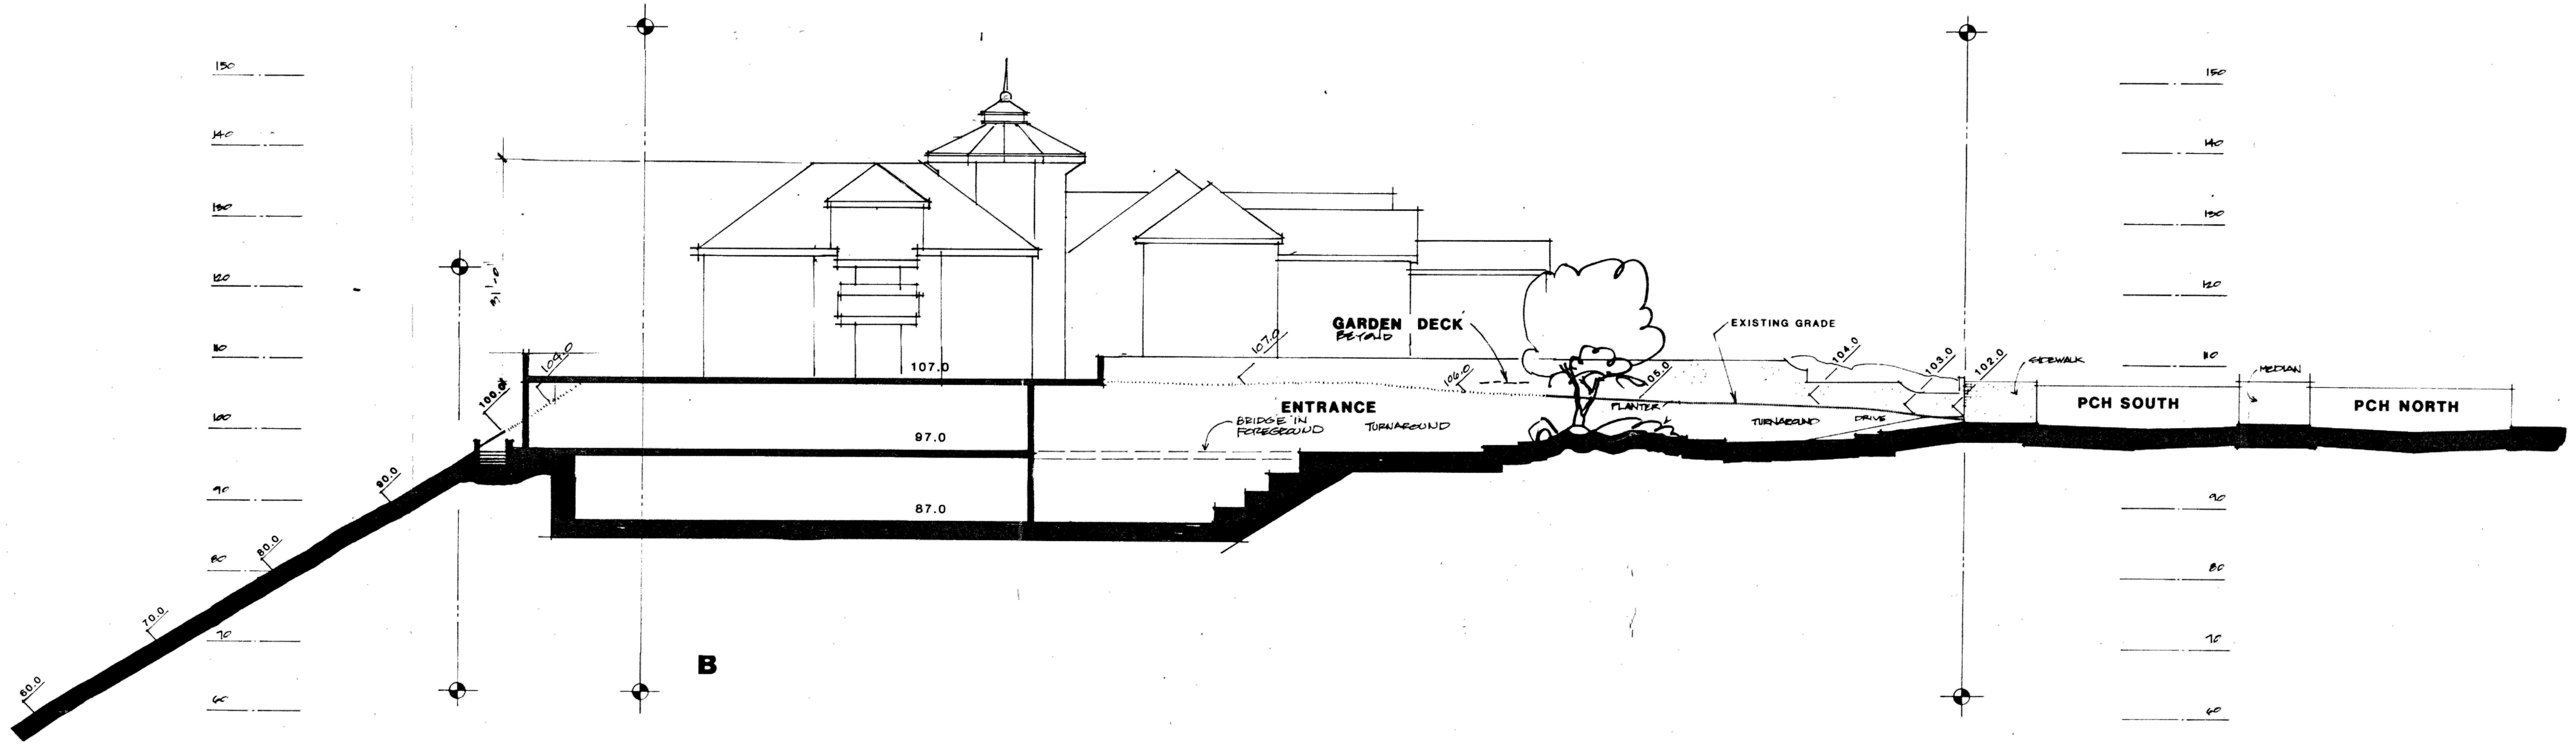 150
140
130
120
110
100
90
80
70
60
150
140
130
120
110
90
80
70
60
31'-0
104.0
100.0
90.0
80.0
70.0
60.0
107.0
97.0
87.0
107.0
GARDEN DECK
BEYOND
106.0
ENTRANCE
BRIDGE IN
FOREGROUND
TURNAROUND
EXISTING GRADE
105.0
104.0
103.0
102.0
PLANTER
TURNAROUND
DRIVE
SIDEWALK
PCH SOUTH
MEDIAN
PCH NORTH
B